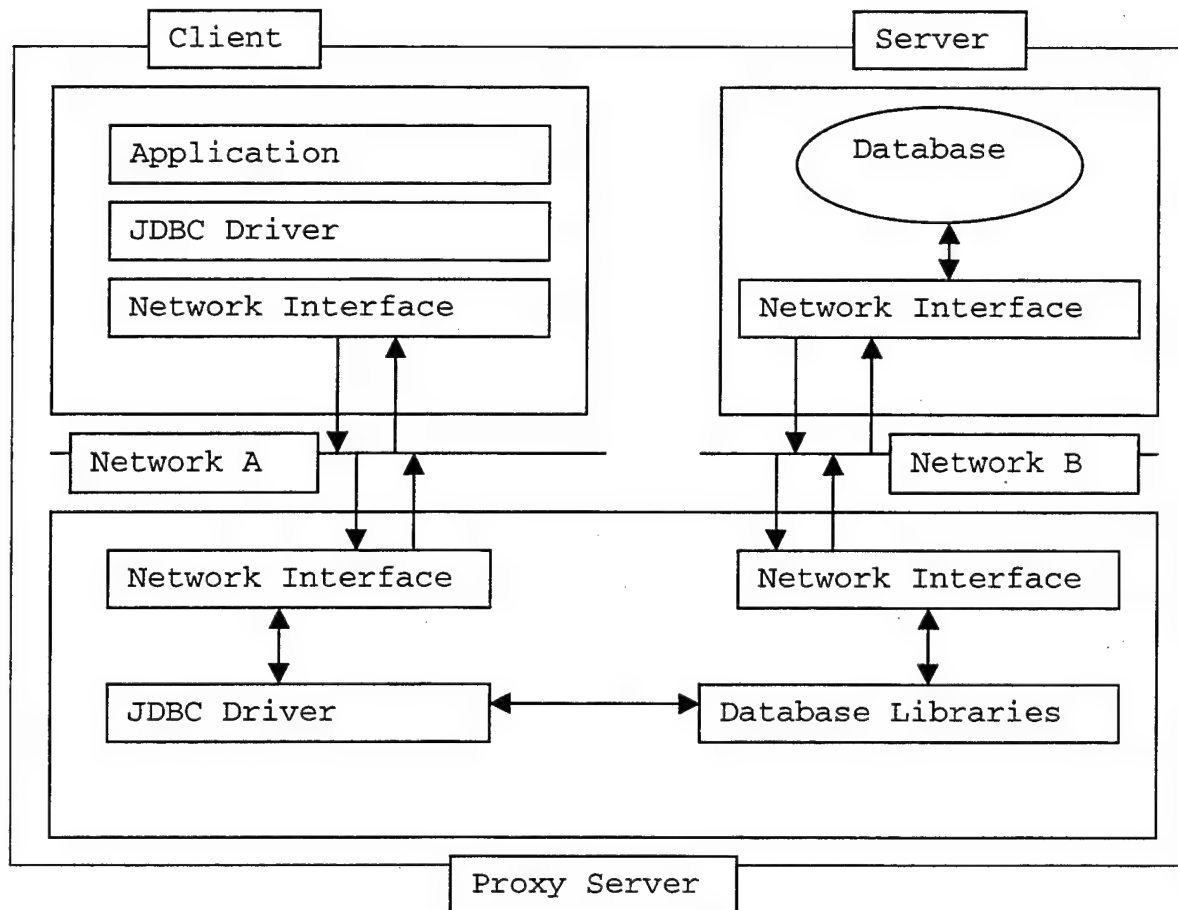 Client
Server
Application
JDBC Driver
Network Interface
Database
Network Interface
Network A
Network B
Network Interface
Network Interface
JDBC Driver
Database Libraries
Proxy Server